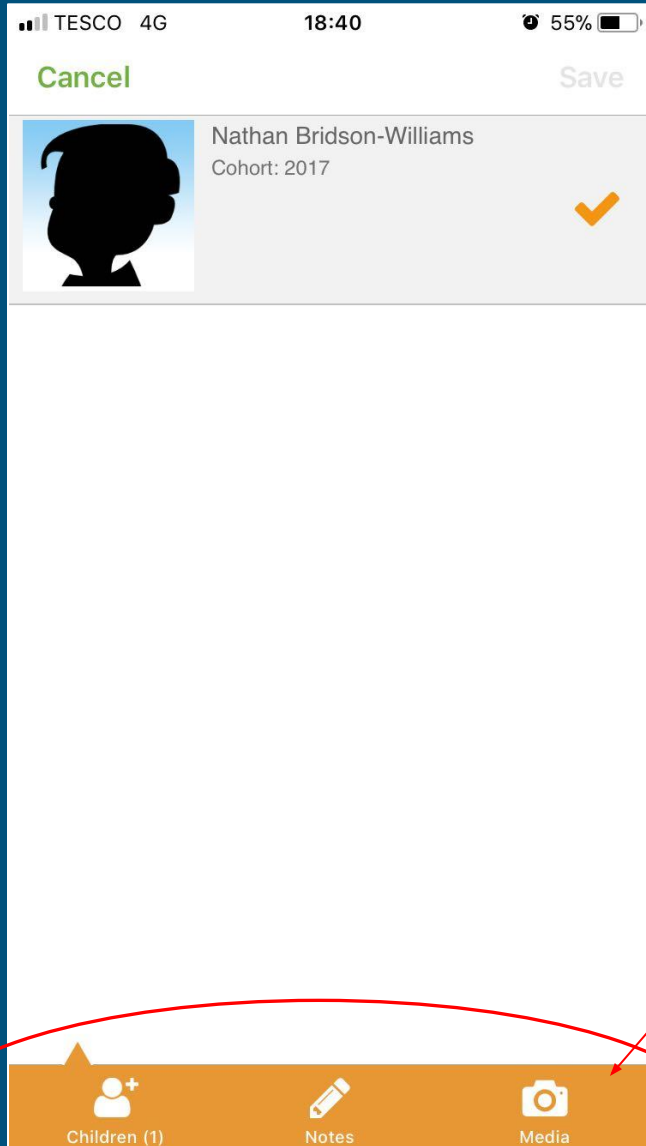 TESCO 4G 18:40 55%
Cancel Save
Nathan Bridson-Williams
Cohort: 2017
Children (1) Notes Media